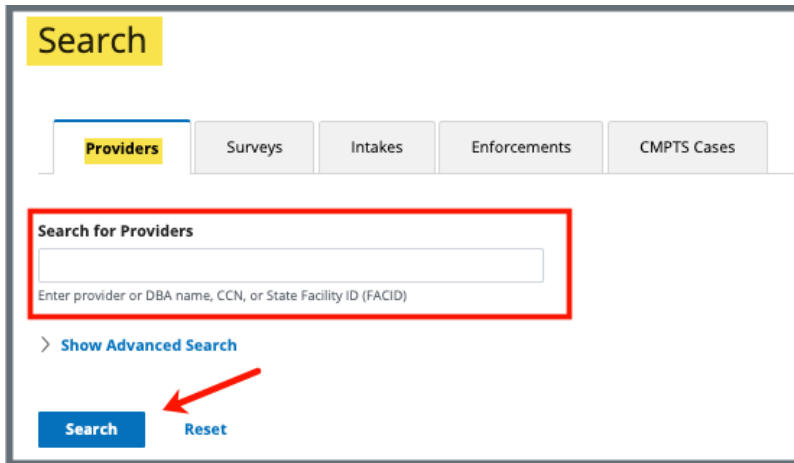 Search
Providers Surveys Intakes Enforcements CMPTS Cases
Search for Providers
Enter provider or DBA name, CCN, or State Facility ID (FACID)
Show Advanced Search
Search Reset